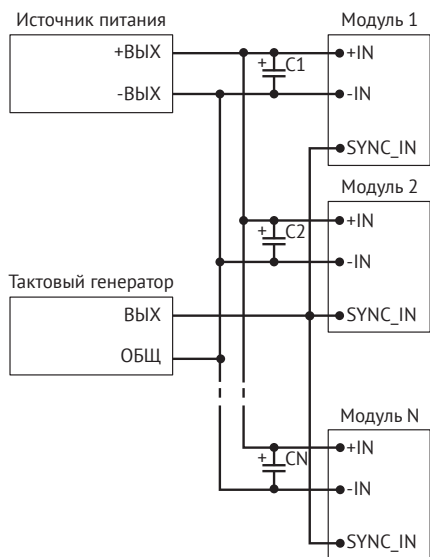 Источник питания
+ВЫХ
-ВЫХ
+ C1
Модуль 1
+IN
-IN
SYNC_IN
Модуль 2
+IN
+ C2
-IN
SYNC_IN
Тактовый генератор
ВЫХ
ОБЩ
Модуль N
+IN
+ CN
-IN
SYNC_IN